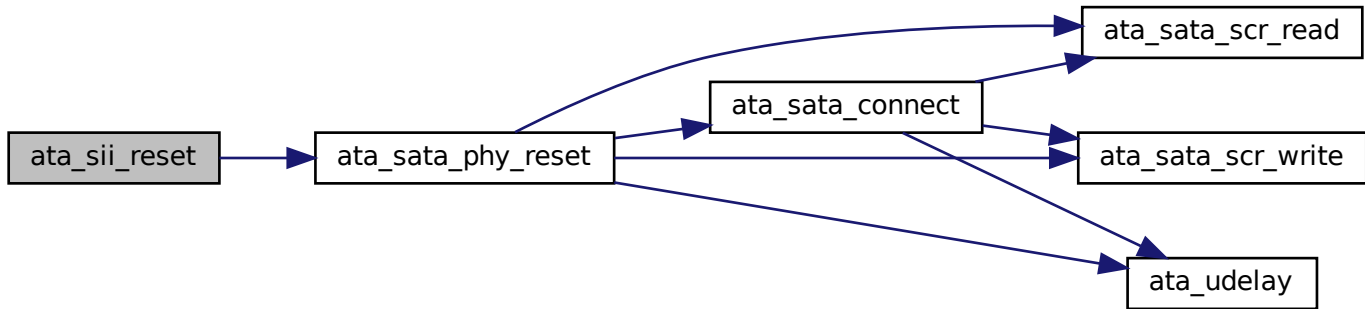 ata_sii_reset
ata_sata_phy_reset
ata_sata_connect
ata_sata_scr_read
ata_sata_scr_write
ata_udelay